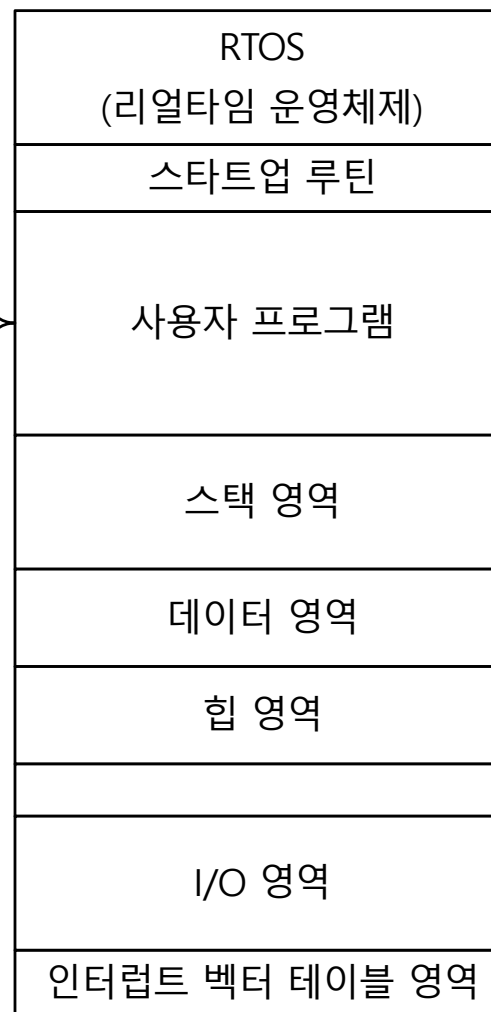 RTOS
(리얼타임 운영체제)
스타트업 루틴
사용자 프로그램
스택 영역
데이터 영역
힙 영역
I/O 영역
인터럽트 벡터 테이블 영역